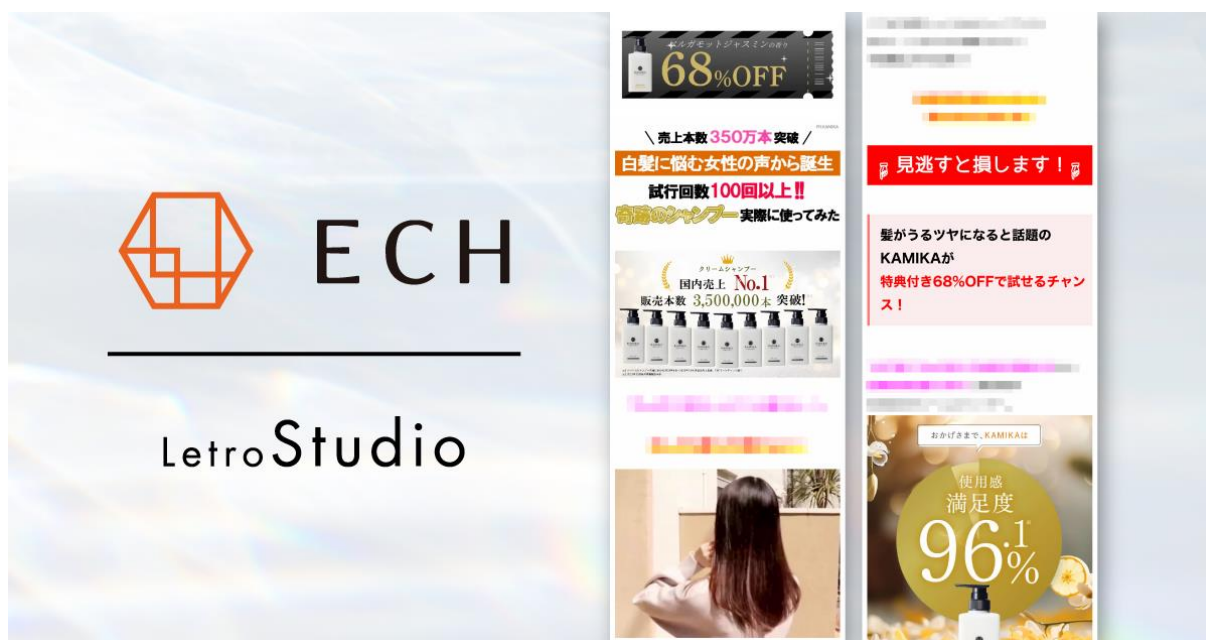 ECH
LetroStudio
ベルガモットジャスミンの香り
68%OFF
\ 売上本数 350万本 突破 /
白髪に悩む女性の声から誕生
試行回数100回以上!!
奇跡のシャンプー 実際に使ってみた
クリームシャンプー
国内売上 No.1
販売本数 3,500,000本 突破!
見逃すと損します！
髪がうるツヤになると話題の
KAMIKAが
特典付き68%OFFで試せるチャン
ス！
おかげさまで、KAMIKAは
使用感
満足度
96.1%